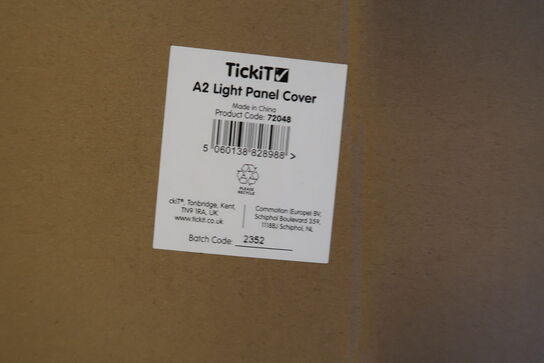 TickiT
A2 Light Panel Cover
Made in China
Product Code: 72048
5 060138 828988 >
PLEASE
RECYCLE
ckiT®, Tonbridge, Kent,
TN9 1RA, UK
www.tickit.co.uk
Commotion (Europe) BV,
Schiphol Boulevard 359,
1118BJ Schiphol, NL
Batch Code: 2352